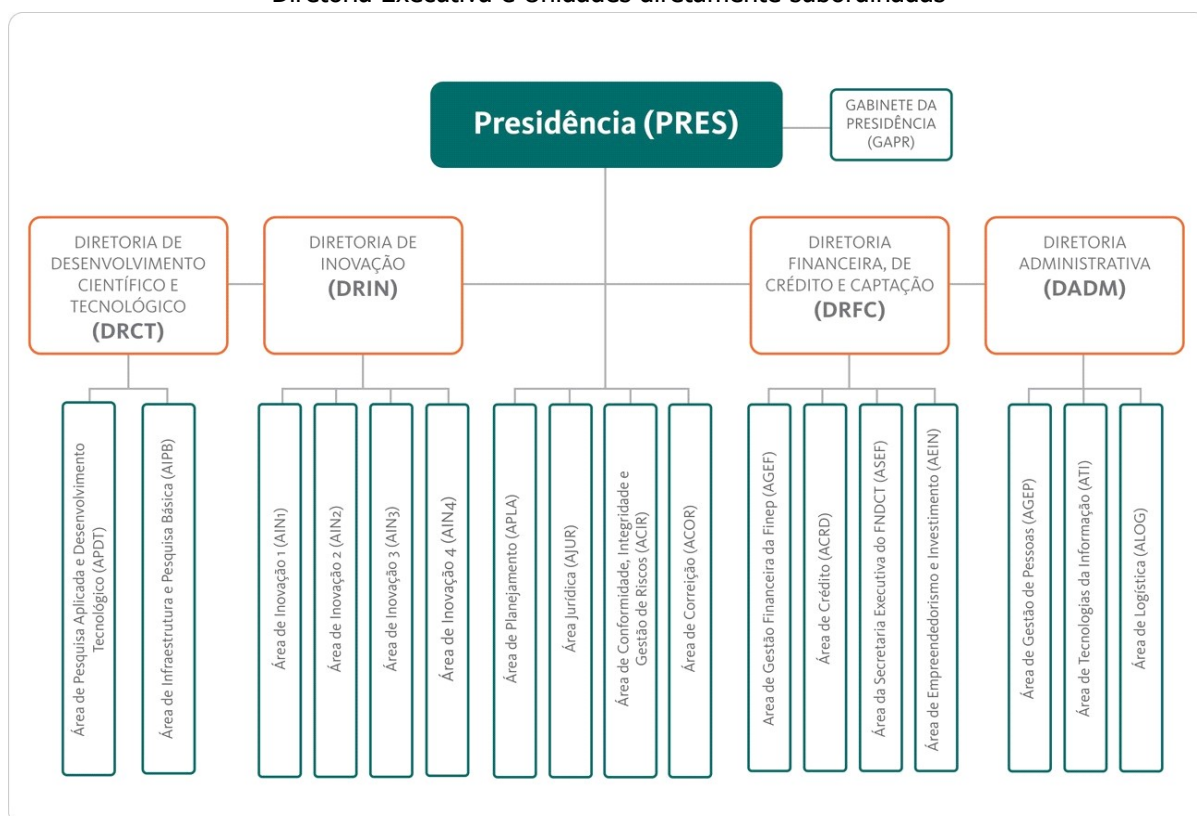 Diretoria Executiva e Unidades diretamente subordinadas
Presidência (PRES)
GABINETE DA
PRESIDÊNCIA
(GAPR)
DIRETORIA DE
DESENVOLVIMENTO
CIENTÍFICO E
TECNOLÓGICO
(DRCT)
DIRETORIA DE
INOVAÇÃO
(DRIN)
DIRETORIA
FINANCEIRA, DE
CRÉDITO E CAPTAÇÃO
(DRFC)
DIRETORIA
ADMINISTRATIVA
(DADM)
Área de Pesquisa Aplicada e Desenvolvimento
Tecnológico (APDT)
Área de Infraestrutura e Pesquisa Básica (AIPB)
Área de Inovação 1 (AIN1)
Área de Inovação 2 (AIN2)
Área de Inovação 3 (AIN3)
Área de Inovação 4 (AIN4)
Área de Planejamento (APLA)
Área Jurídica (AJUR)
Área de Conformidade, Integridade e
Gestão de Riscos (ACIR)
Área de Correição (ACOR)
Área de Gestão Financeira da Finep (AGEF)
Área de Crédito (ACRD)
Área da Secretaria Executiva do FNDCT (ASEF)
Área de Empreendedorismo e Investimento (AEIN)
Área de Gestão de Pessoas (AGEP)
Área de Tecnologias da Informação (ATI)
Área de Logística (ALOG)